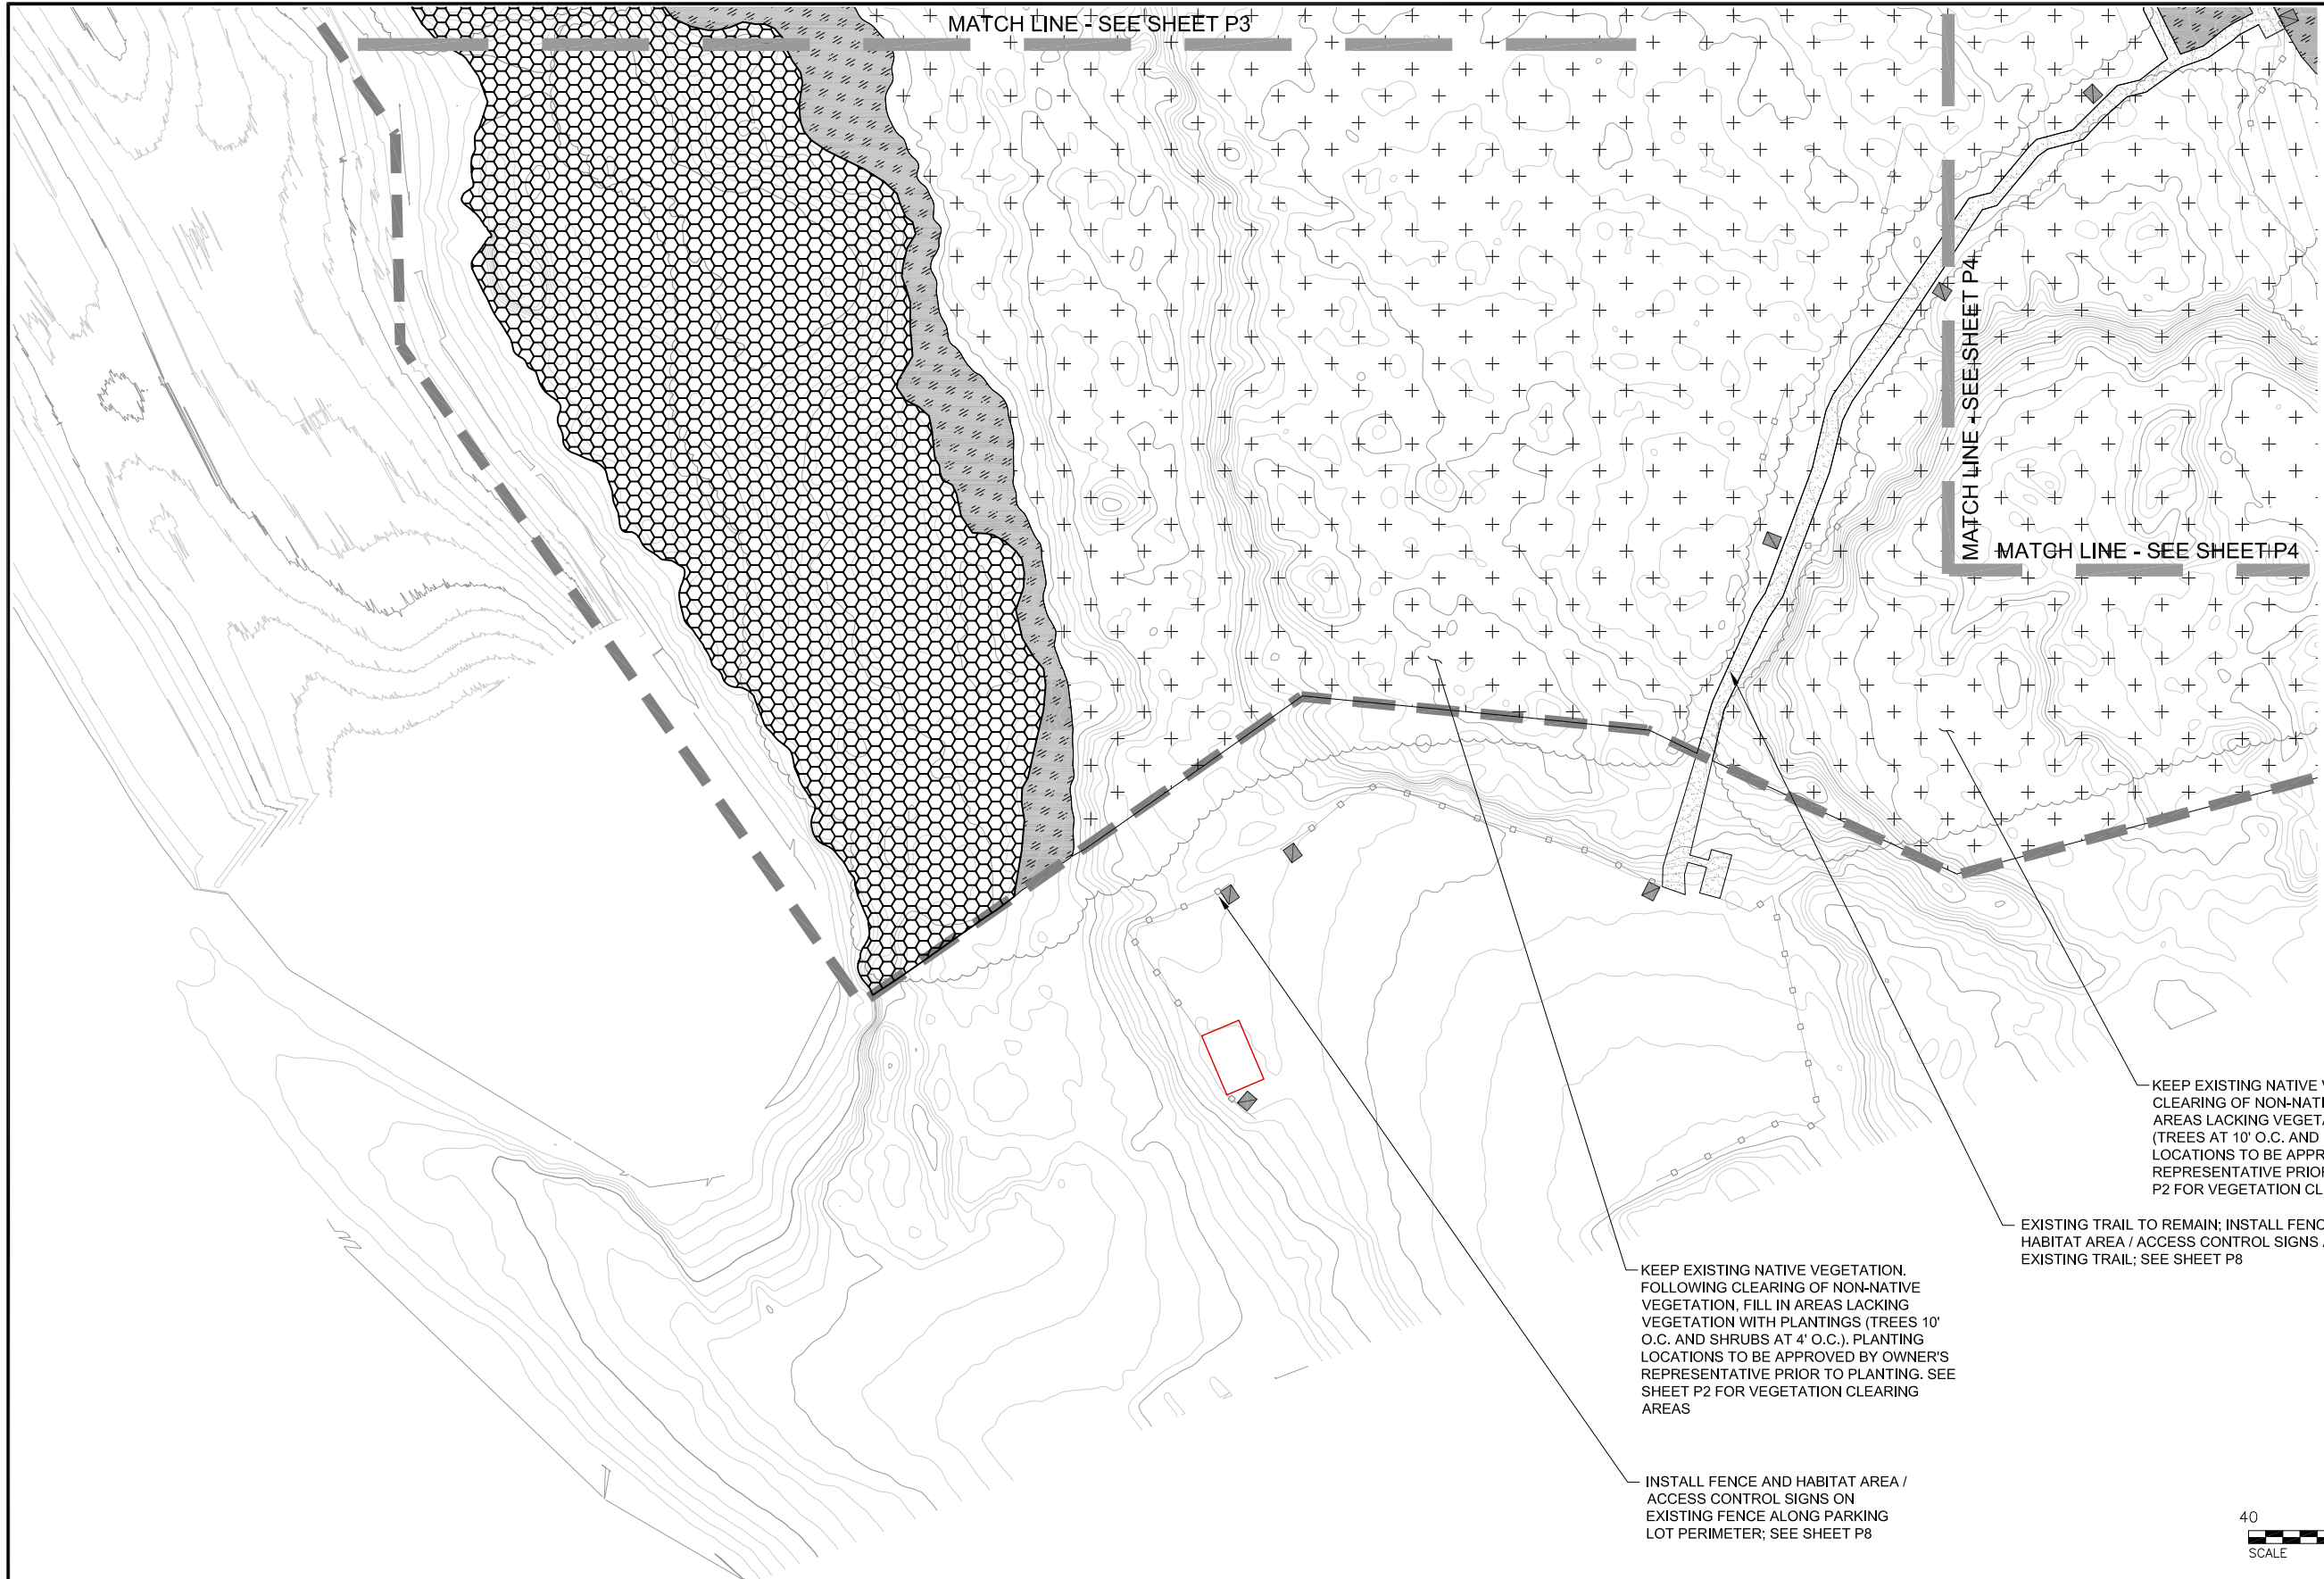 MATCH LINE - SEE SHEET P3
MATCH LINE - SEE SHEET P4
MATCH LINE - SEE SHEET P4
KEEP EXISTING NATIVE
CLEARING OF NON-NATI
AREAS LACKING VEGETA
(TREES AT 10' O.C. AND
LOCATIONS TO BE APPR
REPRESENTATIVE PRIOR
P2 FOR VEGETATION CL
EXISTING TRAIL TO REMAIN; INSTALL FENC
HABITAT AREA / ACCESS CONTROL SIGNS
EXISTING TRAIL; SEE SHEET P8
KEEP EXISTING NATIVE VEGETATION.
FOLLOWING CLEARING OF NON-NATIVE
VEGETATION, FILL IN AREAS LACKING
VEGETATION WITH PLANTINGS (TREES 10'
O.C. AND SHRUBS AT 4' O.C.). PLANTING
LOCATIONS TO BE APPROVED BY OWNER'S
REPRESENTATIVE PRIOR TO PLANTING. SEE
SHEET P2 FOR VEGETATION CLEARING
AREAS
INSTALL FENCE AND HABITAT AREA /
ACCESS CONTROL SIGNS ON
EXISTING FENCE ALONG PARKING
LOT PERIMETER; SEE SHEET P8
40
SCALE